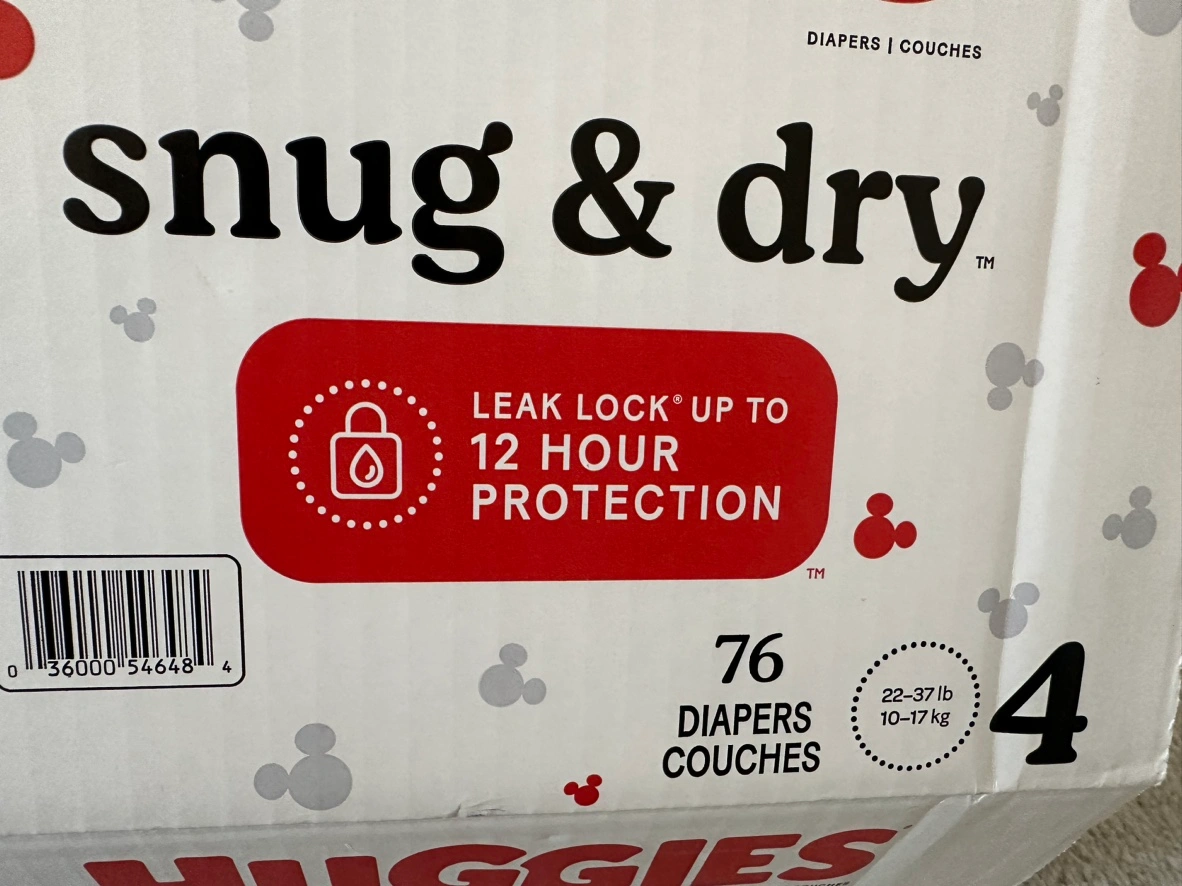 DIAPERS | COUCHES
snug & dry™
LEAK LOCK® UP TO
12 HOUR
PROTECTION
™
0 36000 54648 4
76
DIAPERS
COUCHES
22–37 lb
10–17 kg
4
HUGGIES